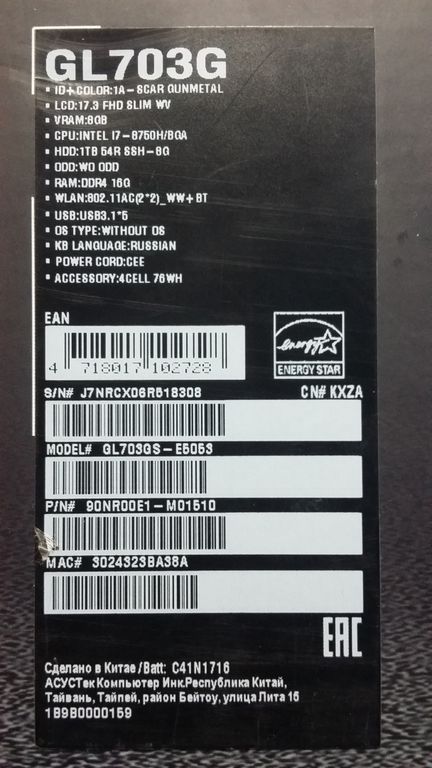 GL703G
• ID+COLOR:1A-SCAR GUNMETAL
• LCD:17.3 FHD SLIM WV
• VRAM:8GB
• CPU:INTEL I7-8750H/BGA
• HDD:1TB 54R SSH-8G
• ODD:WO ODD
• RAM:DDR4 16G
• WLAN:802.11AC(2*2)_WW+BT
• USB:USB3.1*5
• OS TYPE:WITHOUT OS
• KB LANGUAGE:RUSSIAN
• POWER CORD:CEE
• ACCESSORY:4CELL 76WH
EAN
4 718017 102728
energy
ENERGY STAR
S/N# J7NRCX06R518308 CN# KXZA
MODEL# GL703GS-E5053
P/N# 90NR00E1-M01510
MAC# 3024323BA38A
EAC
Сделано в Китае/Batt: C41N1716
АСУСТек Компьютер Инк.Республика Китай,
Тайвань, Тайпей, район Бейтоу, улица Лите 15
1B9B0000159